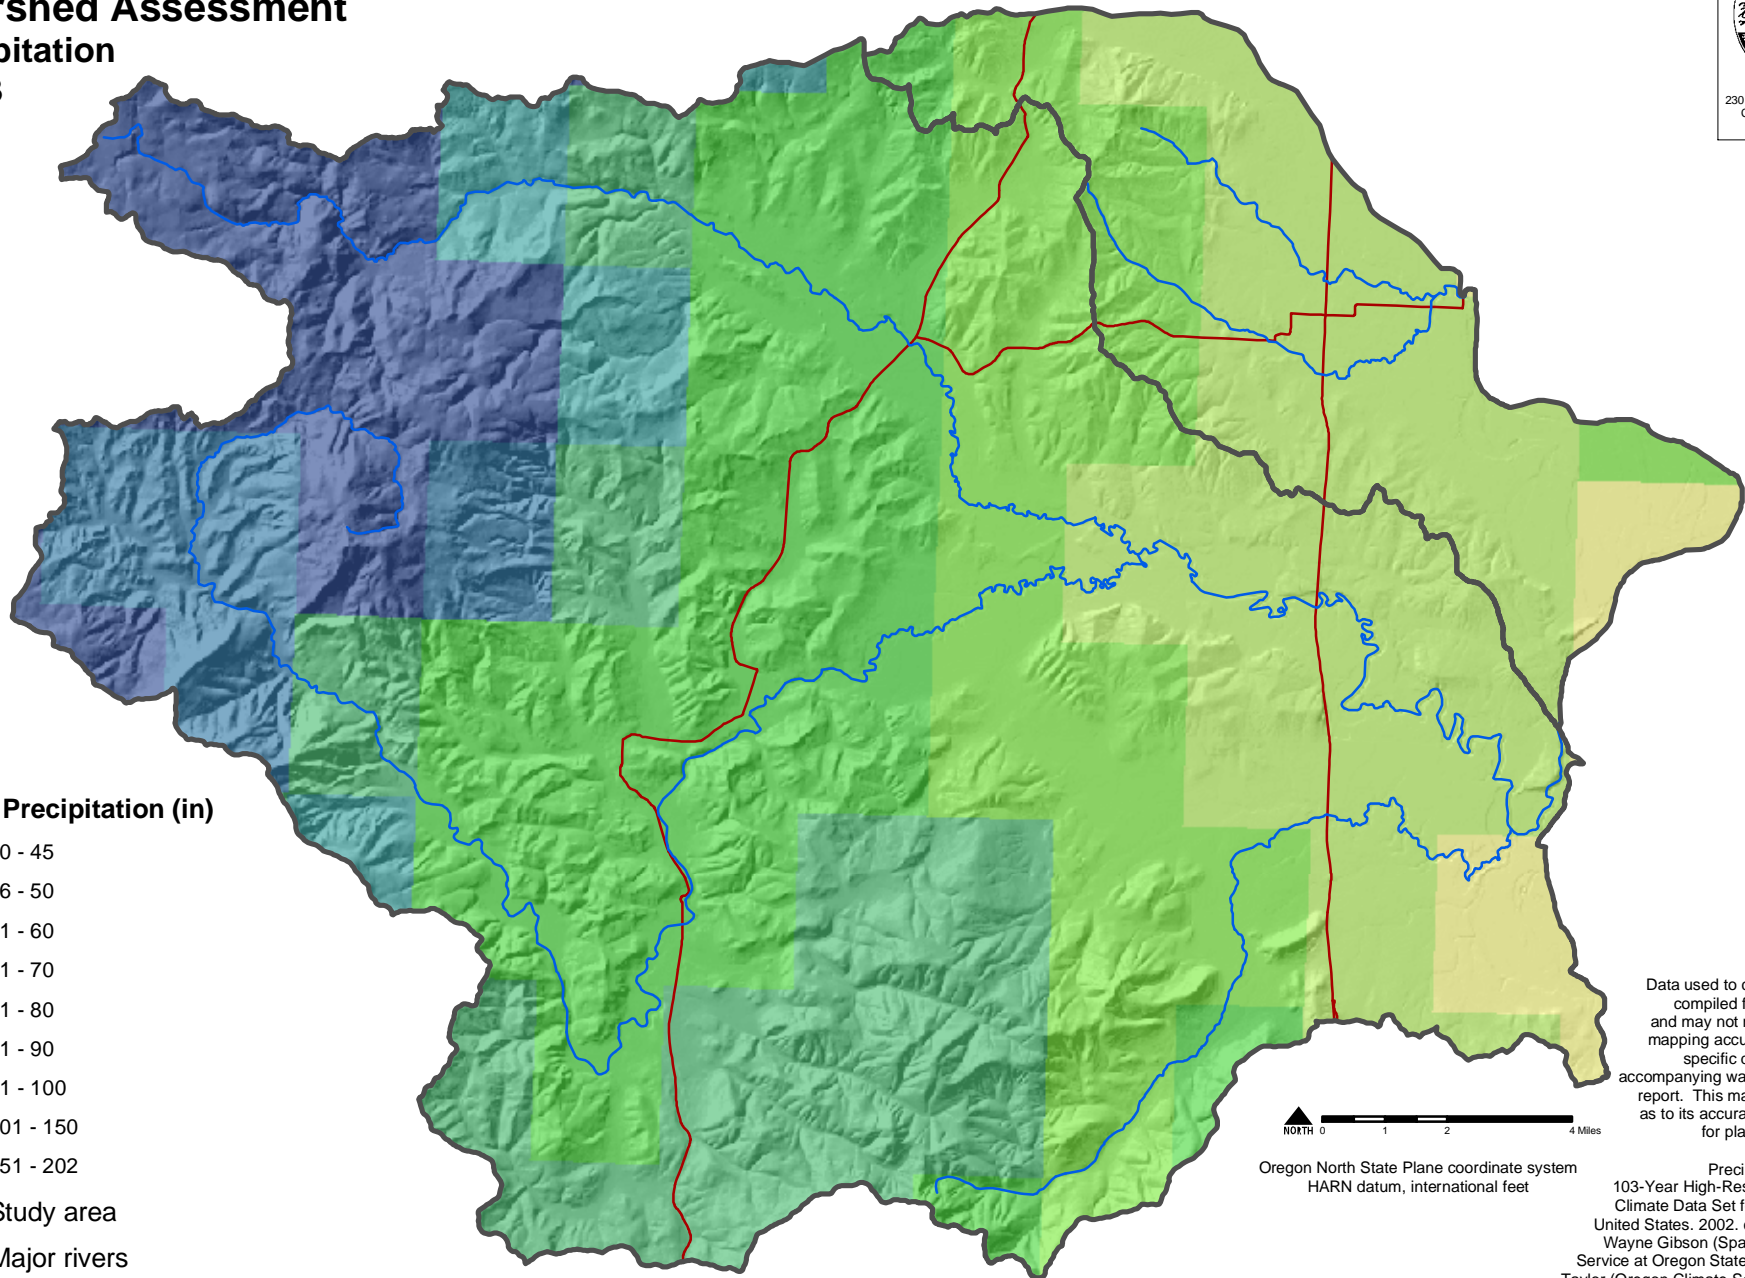 rshed Assessment
pitation
3
230
Precipitation (in)
0 - 45
6 - 50
1 - 60
1 - 70
1 - 80
1 - 90
1 - 100
01 - 150
51 - 202
Study area
Major rivers
NORTH 0 1 2 4 Miles
Oregon North State Plane coordinate system
HARN datum, international feet
Data used to c
compiled f
and may not m
mapping accu
specific c
accompanying wa
report. This ma
as to its accura
for pla
Preci
103-Year High-Res
Climate Data Set f
United States. 2002.
Wayne Gibson (Spa
Service at Oregon State
Taylor (Oregon Climate S